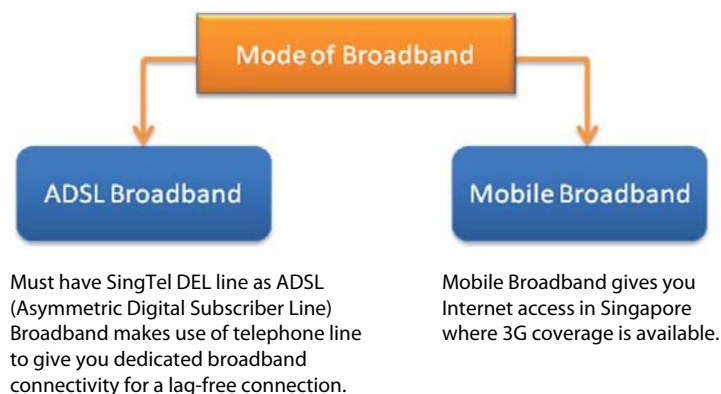 Mode of Broadband
ADSL Broadband
Mobile Broadband
Must have SingTel DEL line as ADSL
(Asymmetric Digital Subscriber Line)
Broadband makes use of telephone line
to give you dedicated broadband
connectivity for a lag-free connection.
Mobile Broadband gives you
Internet access in Singapore
where 3G coverage is available.